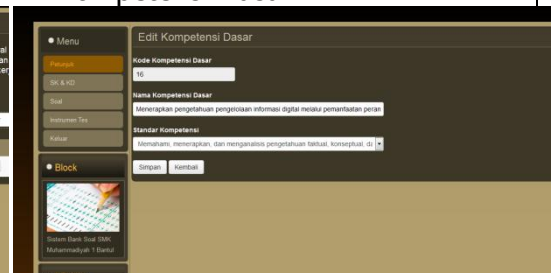 Menu
Petunjuk
SK & KD
Soal
Instrumen Tes
Keluar
Block
Sistem Bank Soal SMK
Muhammadiyah 1 Bantul
Edit Kompetensi Dasar
Kode Kompetensi Dasar
16
Nama Kompetensi Dasar
Menerapkan pengetahuan pengelolaan informasi digital melalui pemanfaatan peran
Standar Kompetensi
Memahami, menerapkan, dan menganalisis pengetahuan faktual, konseptual, da
Simpan Kembali